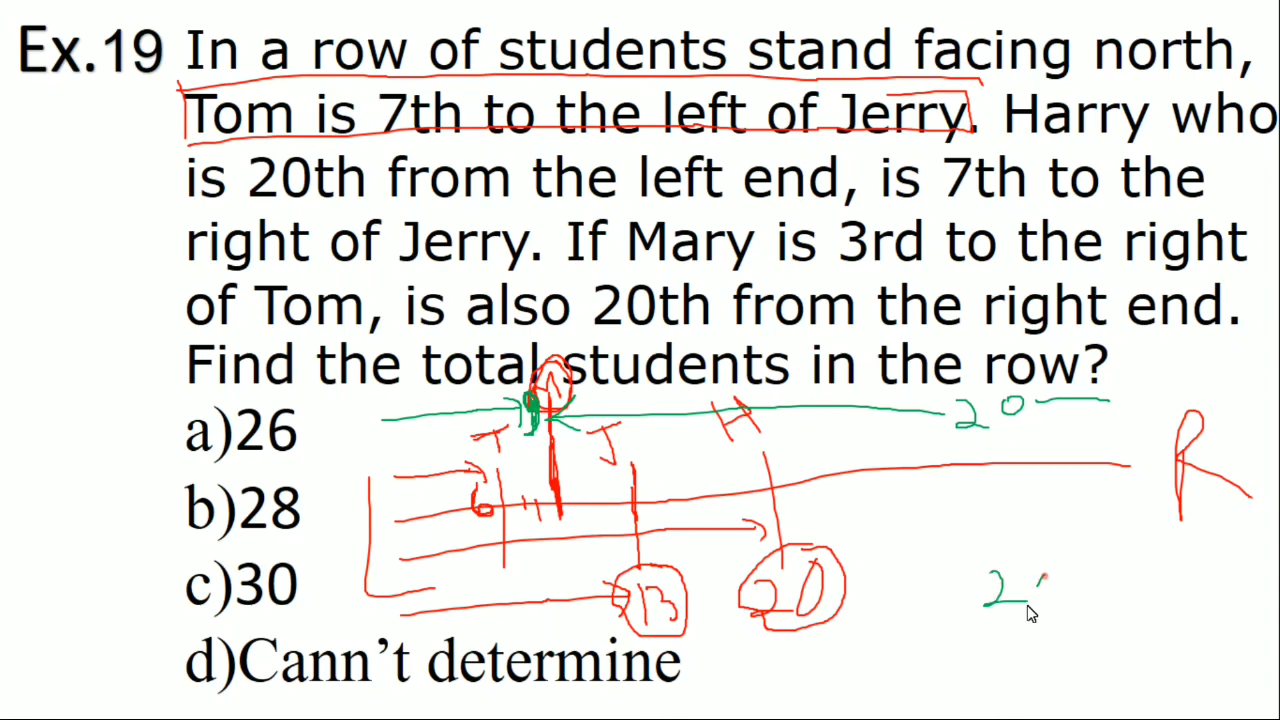 Ex.19 In a row of students stand facing north,
Tom is 7th to the left of Jerry. Harry who
is 20th from the left end, is 7th to the
right of Jerry. If Mary is 3rd to the right
of Tom, is also 20th from the right end.
Find the total students in the row?
a)26
20
T J H
b)28
6
R
c)30
13 20
2
d)Cann't determine